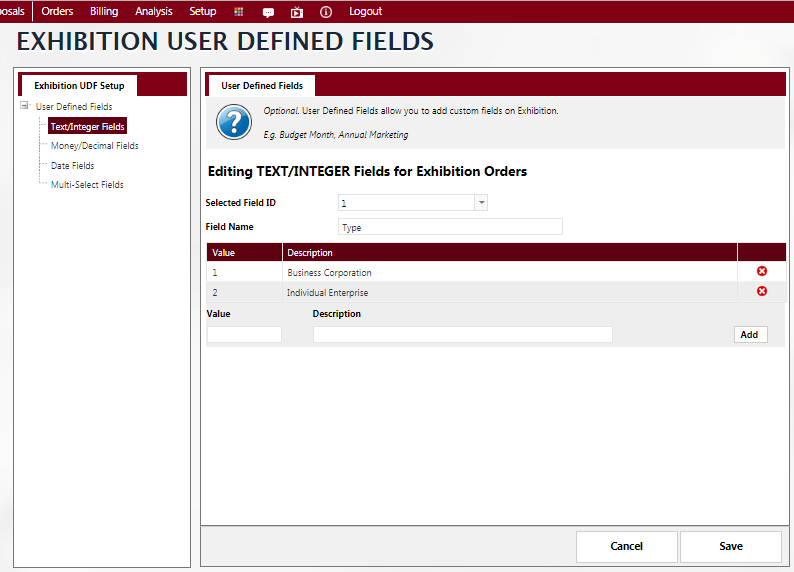 Orders Billing Analysis Setup Logout
EXHIBITION USER DEFINED FIELDS
Exhibition UDF Setup
User Defined Fields
Text/Integer Fields
Money/Decimal Fields
Date Fields
Multi-Select Fields
User Defined Fields
Optional. User Defined Fields allow you to add custom fields on Exhibition.
E.g. Budget Month, Annual Marketing
Editing TEXT/INTEGER Fields for Exhibition Orders
Selected Field ID 1
Field Name Type
Value Description
1 Business Corporation
2 Individual Enterprise
Value Description
Add
Cancel Save